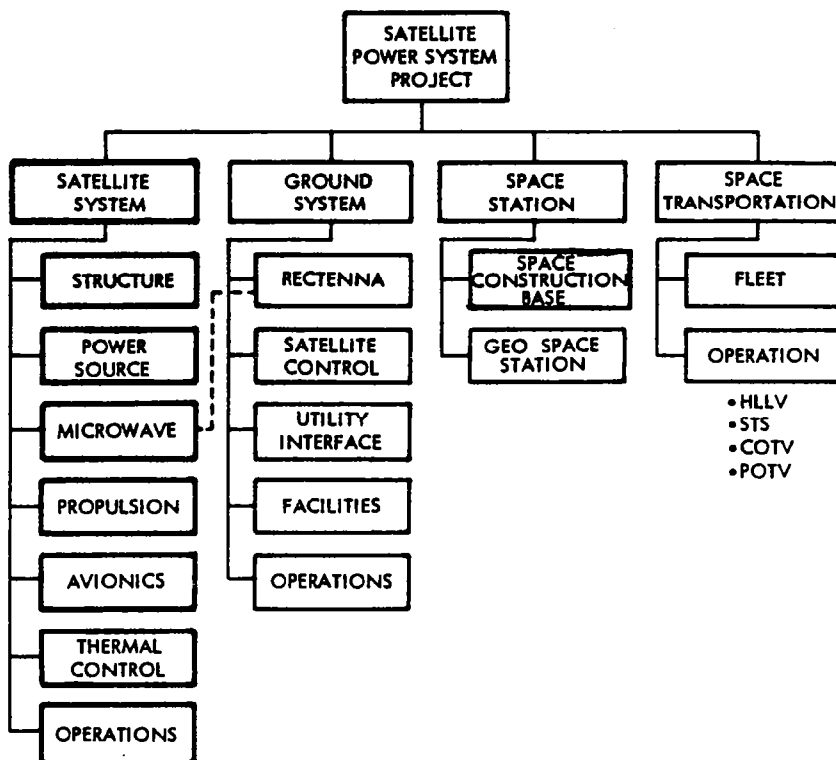 SATELLITE
POWER SYSTEM
PROJECT
SATELLITE
SYSTEM
STRUCTURE
POWER
SOURCE
MICROWAVE
PROPULSION
AVIONICS
THERMAL
CONTROL
OPERATIONS
GROUND
SYSTEM
RECTENNA
SATELLITE
CONTROL
UTILITY
INTERFACE
FACILITIES
OPERATIONS
SPACE
STATION
SPACE
CONSTRUCTION
BASE
GEO SPACE
STATION
SPACE
TRANSPORTATION
FLEET
OPERATION
• HLLV
• STS
• COTV
• POTV